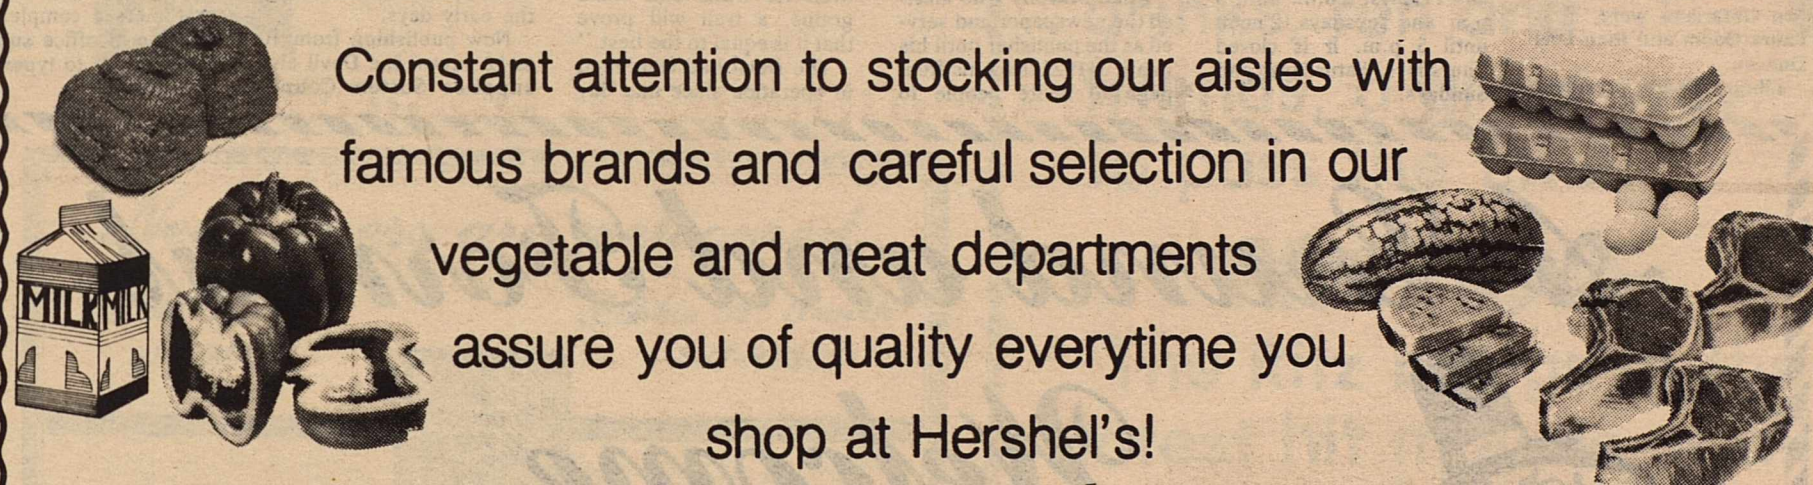 Constant attention to stocking our aisles with
famous brands and careful selection in our
vegetable and meat departments
assure you of quality everytime you
shop at Hershel's!
MILK MILK